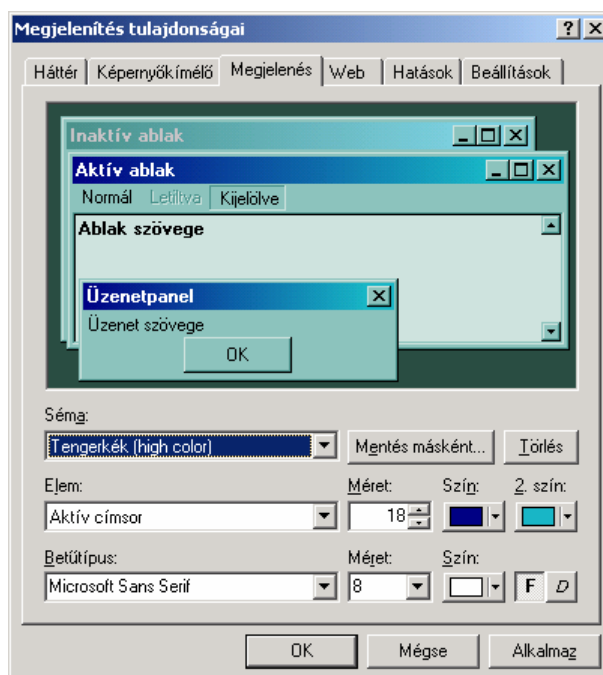 Megjelenítés tulajdonságai
Háttér Képernyőkímélő Megjelenés Web Hatások Beállítások
Inaktív ablak
Aktív ablak
Normál Letiltva Kijelölve
Ablak szövege
Üzenetpanel
Üzenet szövege
OK
Séma:
Tengerkék (high color) Mentés másként... Törlés
Elem: Méret: Szín: 2. szín:
Aktív címsor 18
Betűtípus: Méret: Szín:
Microsoft Sans Serif 8 F D
OK Mégse Alkalmaz